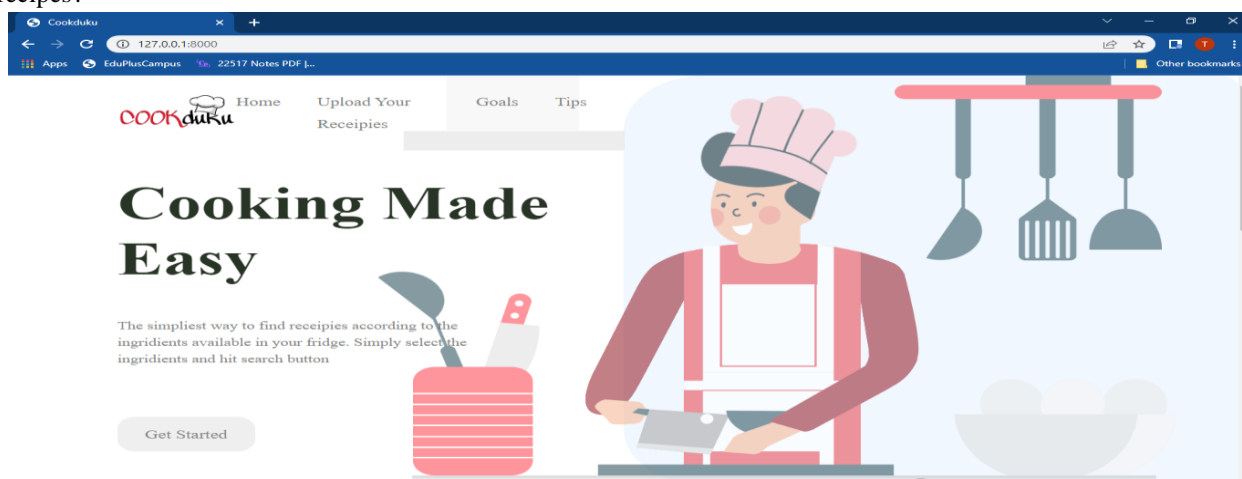 recipes?
Cookduku
127.0.0.1:8000
Apps EduPlusCampus 22517 Notes PDF |... Other bookmarks
T
COOKduKu
Home Upload Your Goals Tips
Receipies
Cooking Made
Easy
The simpliest way to find receipies according to the
ingridients available in your fridge. Simply select the
ingridients and hit search button
Get Started